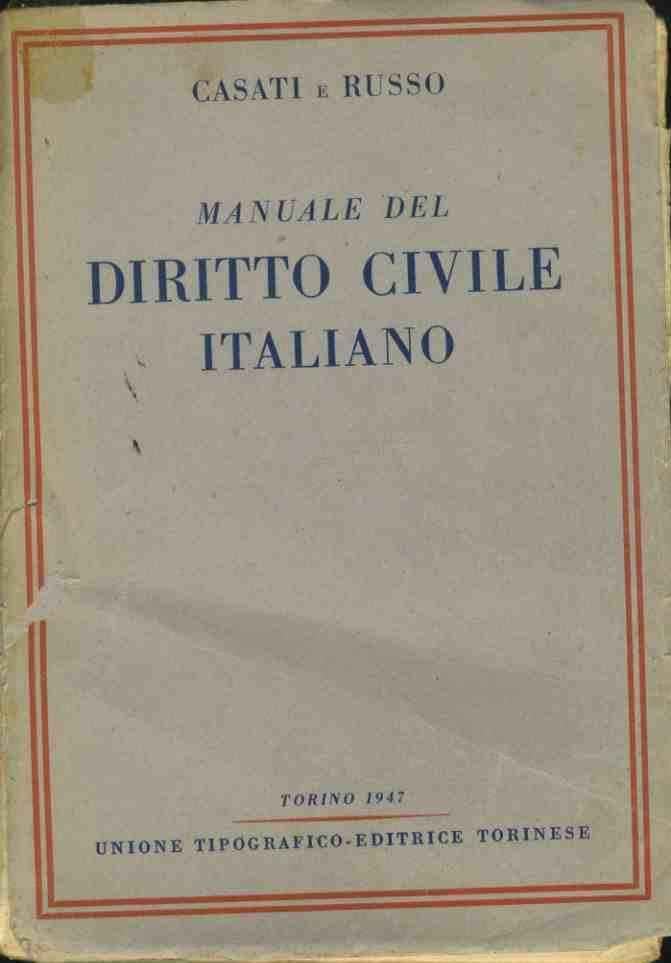 CASATI E RUSSO
MANUALE DEL
DIRITTO CIVILE
ITALIANO
TORINO 1947
UNIONE TIPOGRAFICO-EDITRICE TORINESE